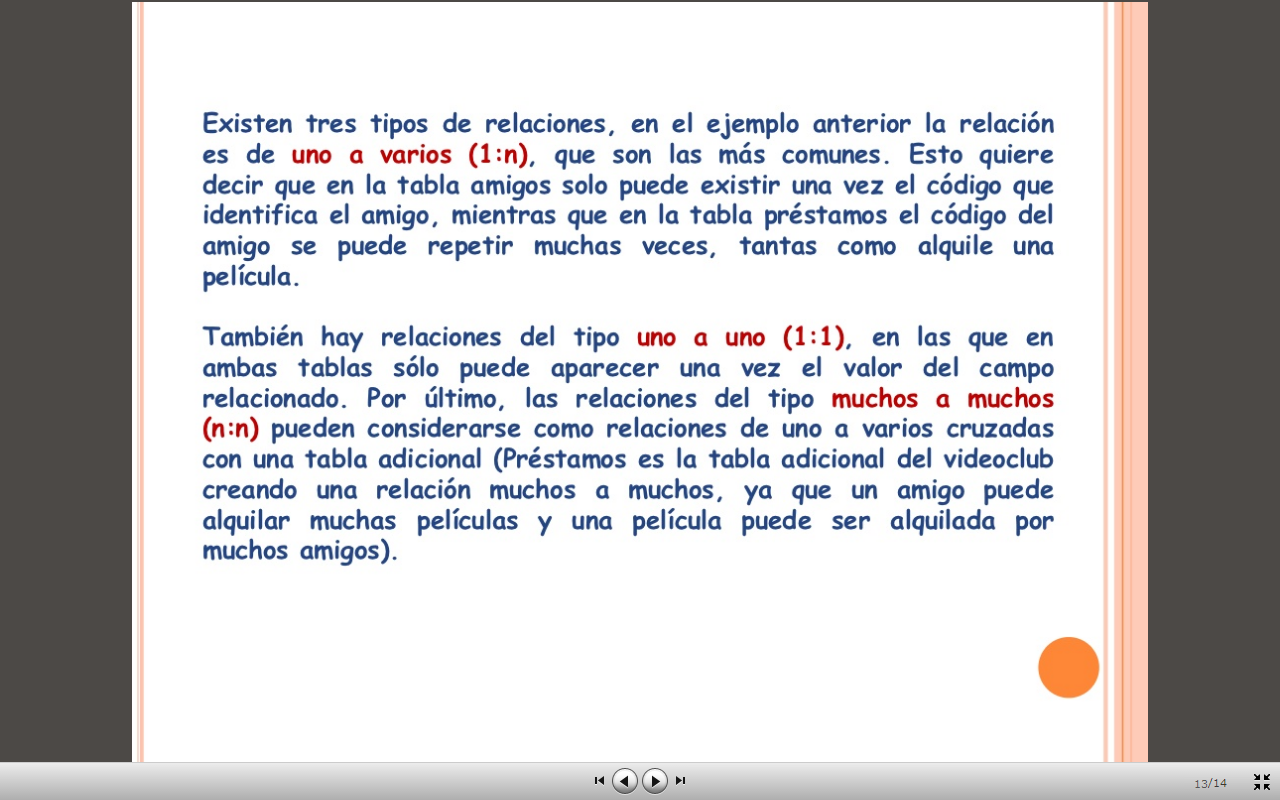 Existen tres tipos de relaciones, en el ejemplo anterior la relación
es de uno a varios (1:n), que son las más comunes. Esto quiere
decir que en la tabla amigos solo puede existir una vez el código que
identifica el amigo, mientras que en la tabla préstamos el código del
amigo se puede repetir muchas veces, tantas como alquile una
película.
También hay relaciones del tipo uno a uno (1:1), en las que en
ambas tablas sólo puede aparecer una vez el valor del campo
relacionado. Por último, las relaciones del tipo muchos a muchos
(n:n) pueden considerarse como relaciones de uno a varios cruzadas
con una tabla adicional (Préstamos es la tabla adicional del videoclub
creando una relación muchos a muchos, ya que un amigo puede
alquilar muchas películas y una película puede ser alquilada por
muchos amigos).
13/14